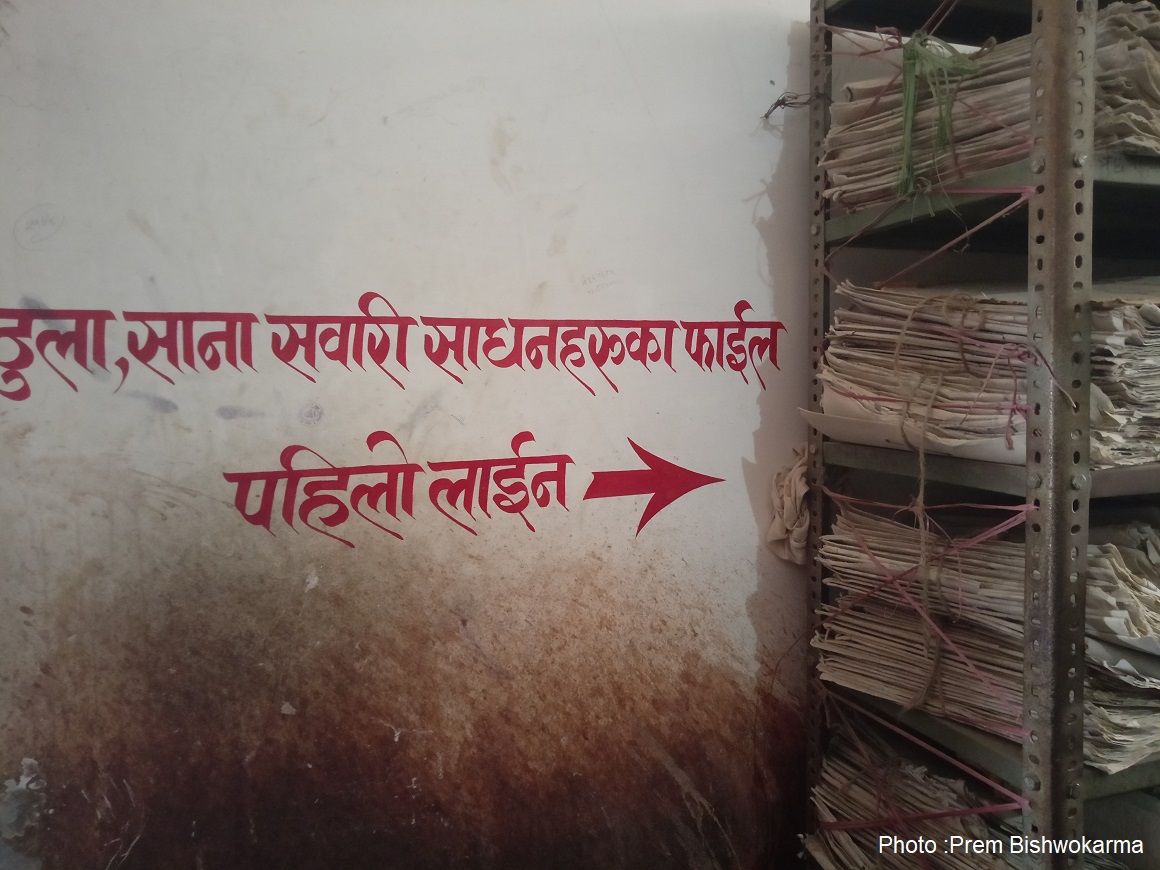 ठुला,साना सवारी साधनहरूका फाईल
पहिलो लाईन
Photo :Prem Bishwokarma